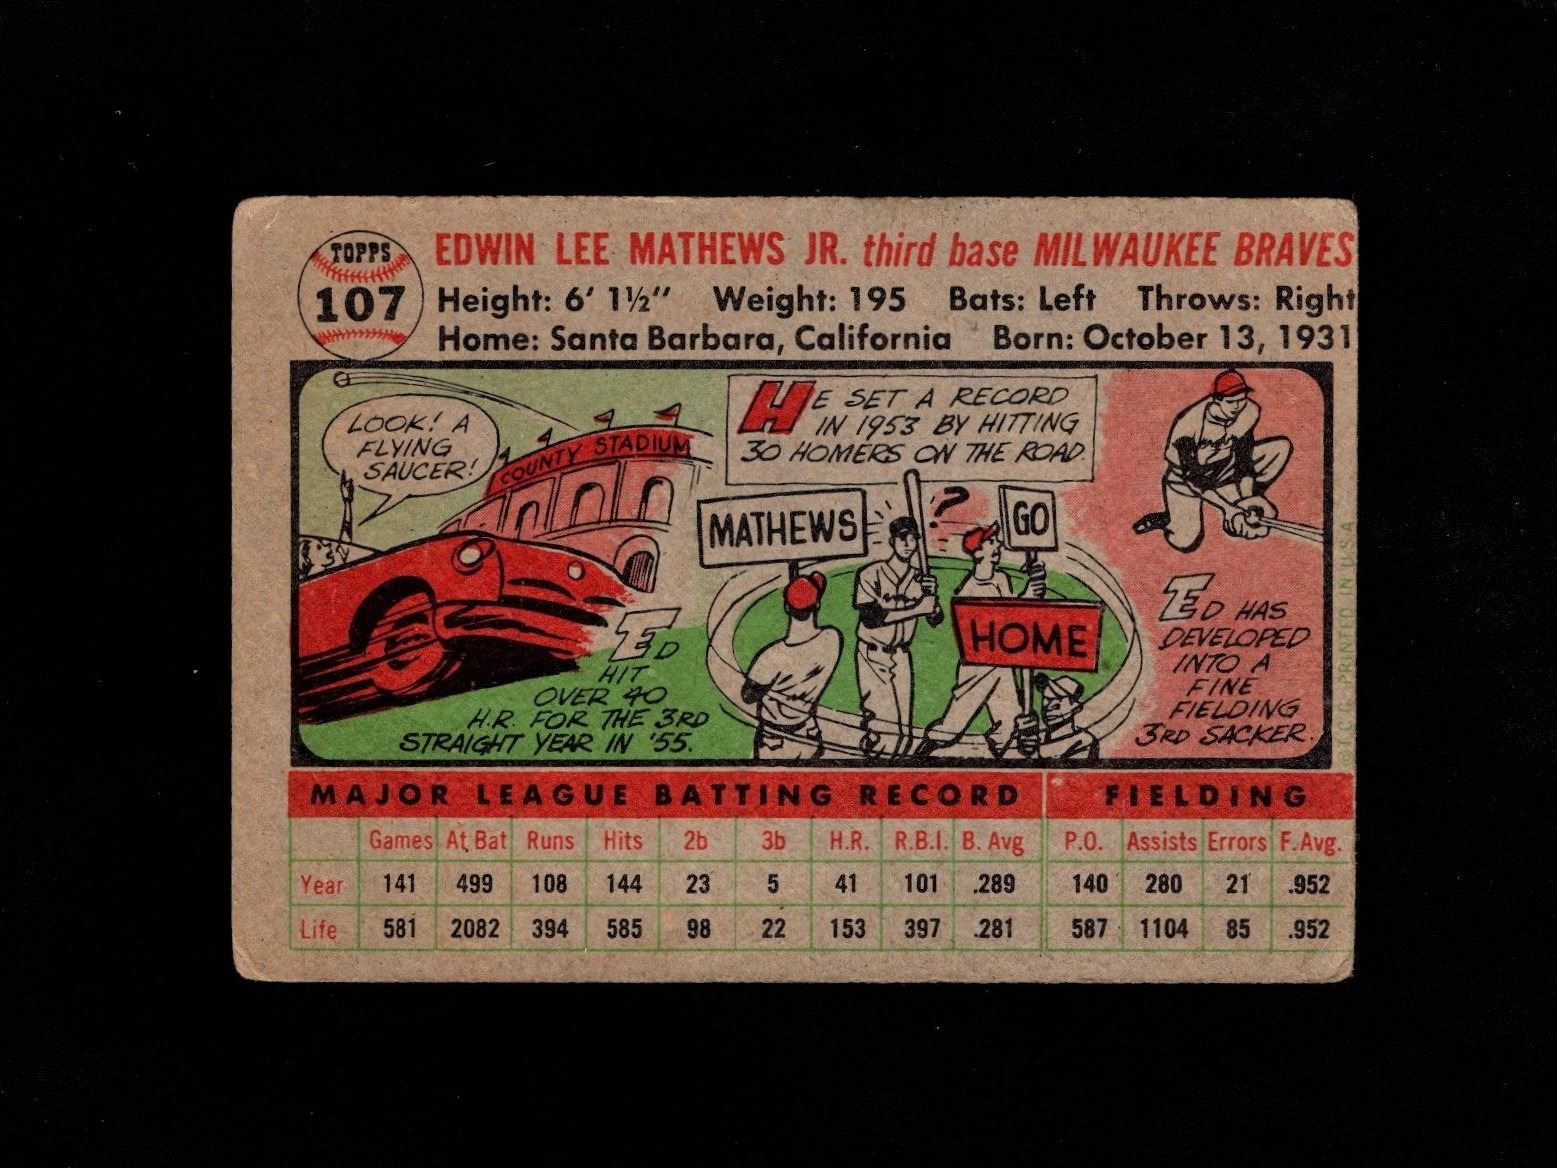 TOPPS
107
EDWIN LEE MATHEWS JR. third base MILWAUKEE BRAVES
Height: 6' 1½" Weight: 195 Bats: Left Throws: Right
Home: Santa Barbara, California Born: October 13, 1931
LOOK! A
FLYING
SAUCER!
COUNTY STADIUM
ED
HIT
OVER 40
H.R. FOR THE 3RD
STRAIGHT YEAR IN '55.
HE SET A RECORD
IN 1953 BY HITTING
30 HOMERS ON THE ROAD
MATHEWS
?
GO
HOME
ED HAS
DEVELOPED
INTO A
FINE
FIELDING
3RD SACKER.
©T.C.G. PRINTED IN U.S.A.
MAJOR LEAGUE BATTING RECORD FIELDING
Games At Bat Runs Hits 2b 3b H.R. R.B.I. B. Avg P.O. Assists Errors F. Avg.
Year 141 499 108 144 23 5 41 101 .289 140 280 21 .952
Life 581 2082 394 585 98 22 153 397 .281 587 1104 85 .952